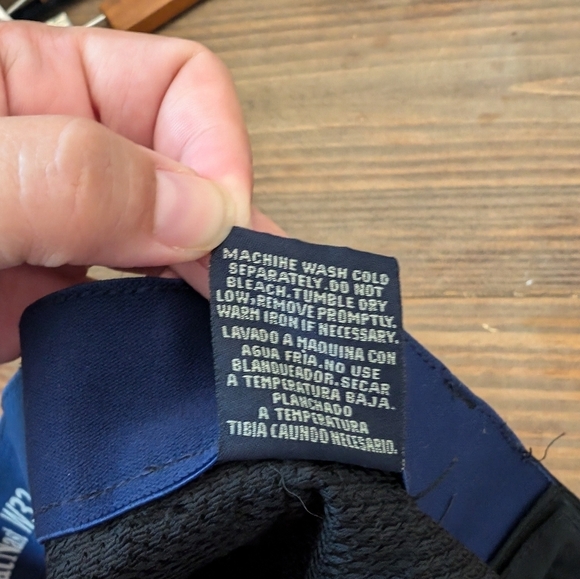 MACHINE WASH COLD
SEPARATELY.DO NOT
BLEACH.TUMBLE DRY
LOW,REMOVE PROMPTLY.
WARM IRON IF NECESSARY.
LAVADO A MAQUINA CON
AGUA FRÍA.NO USE
BLANQUEADOR.SECAR
A TEMPERATURA BAJA.
PLANCHADO
A TEMPERATURA
TIBIA CAUNDO NECESARIO.